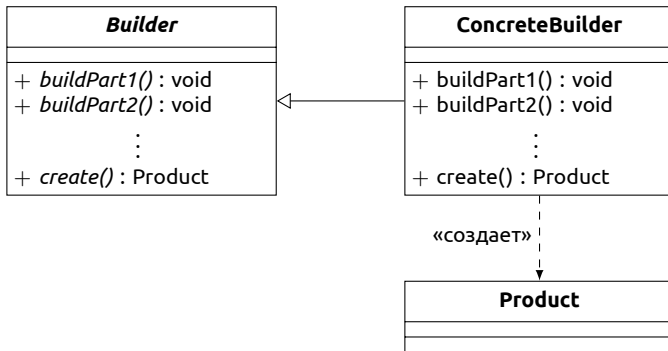 Builder
+ buildPart1() : void
+ buildPart2() : void
⋮
+ create() : Product
ConcreteBuilder
+ buildPart1() : void
+ buildPart2() : void
⋮
+ create() : Product
«создает»
Product